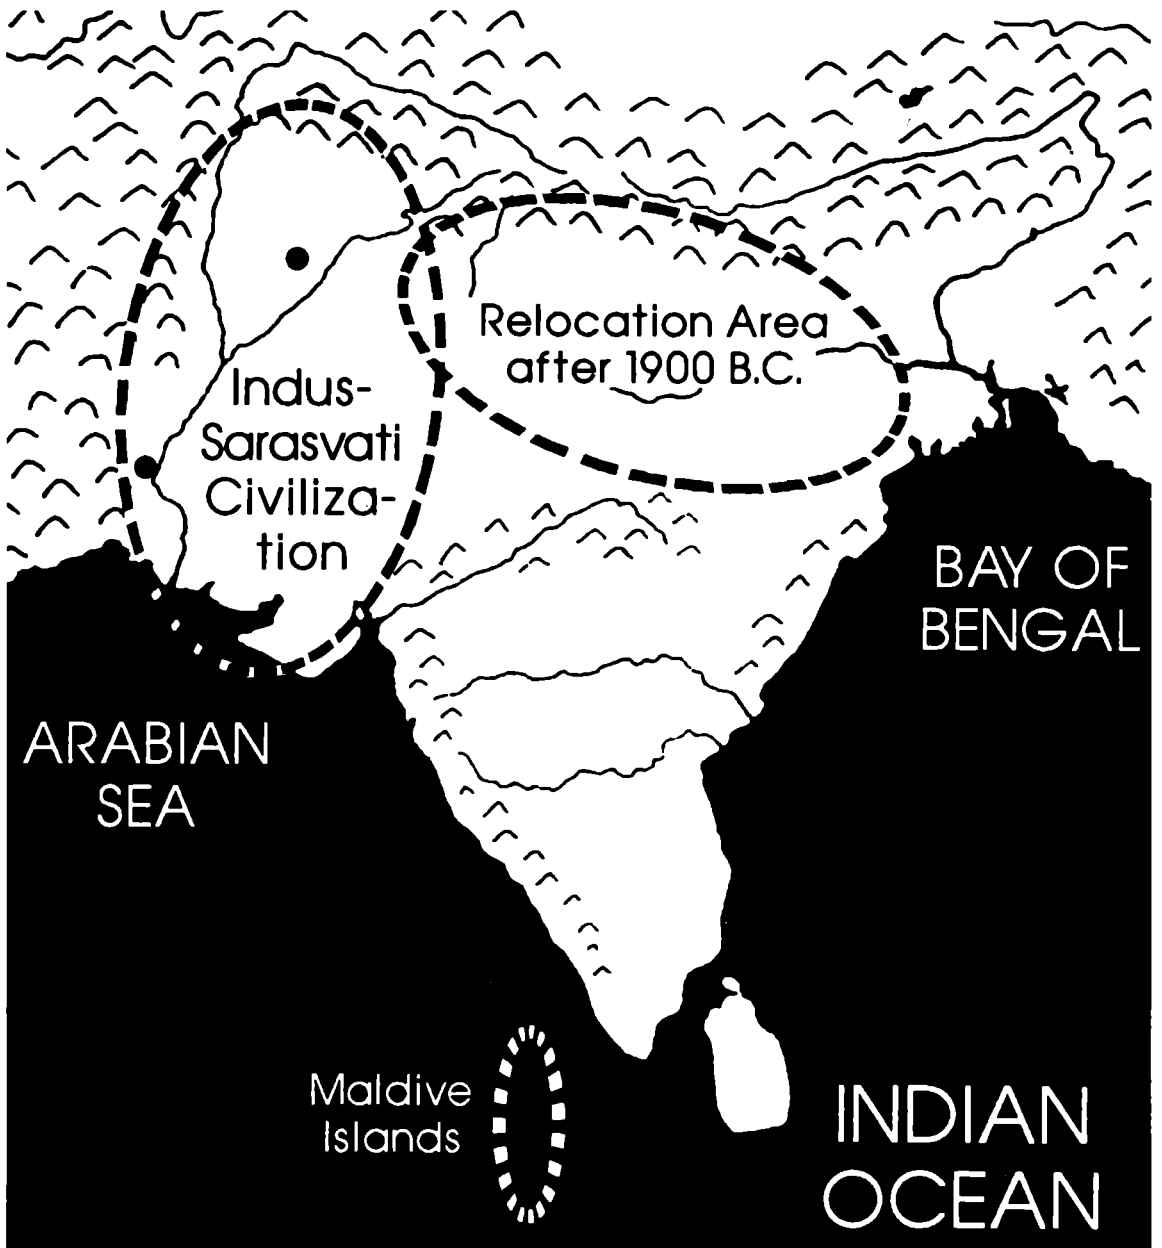 Relocation Area
after 1900 B.C.
Indus-
Sarasvati
Civiliza-
tion
BAY OF
BENGAL
ARABIAN
SEA
Maldive
Islands
INDIAN
OCEAN